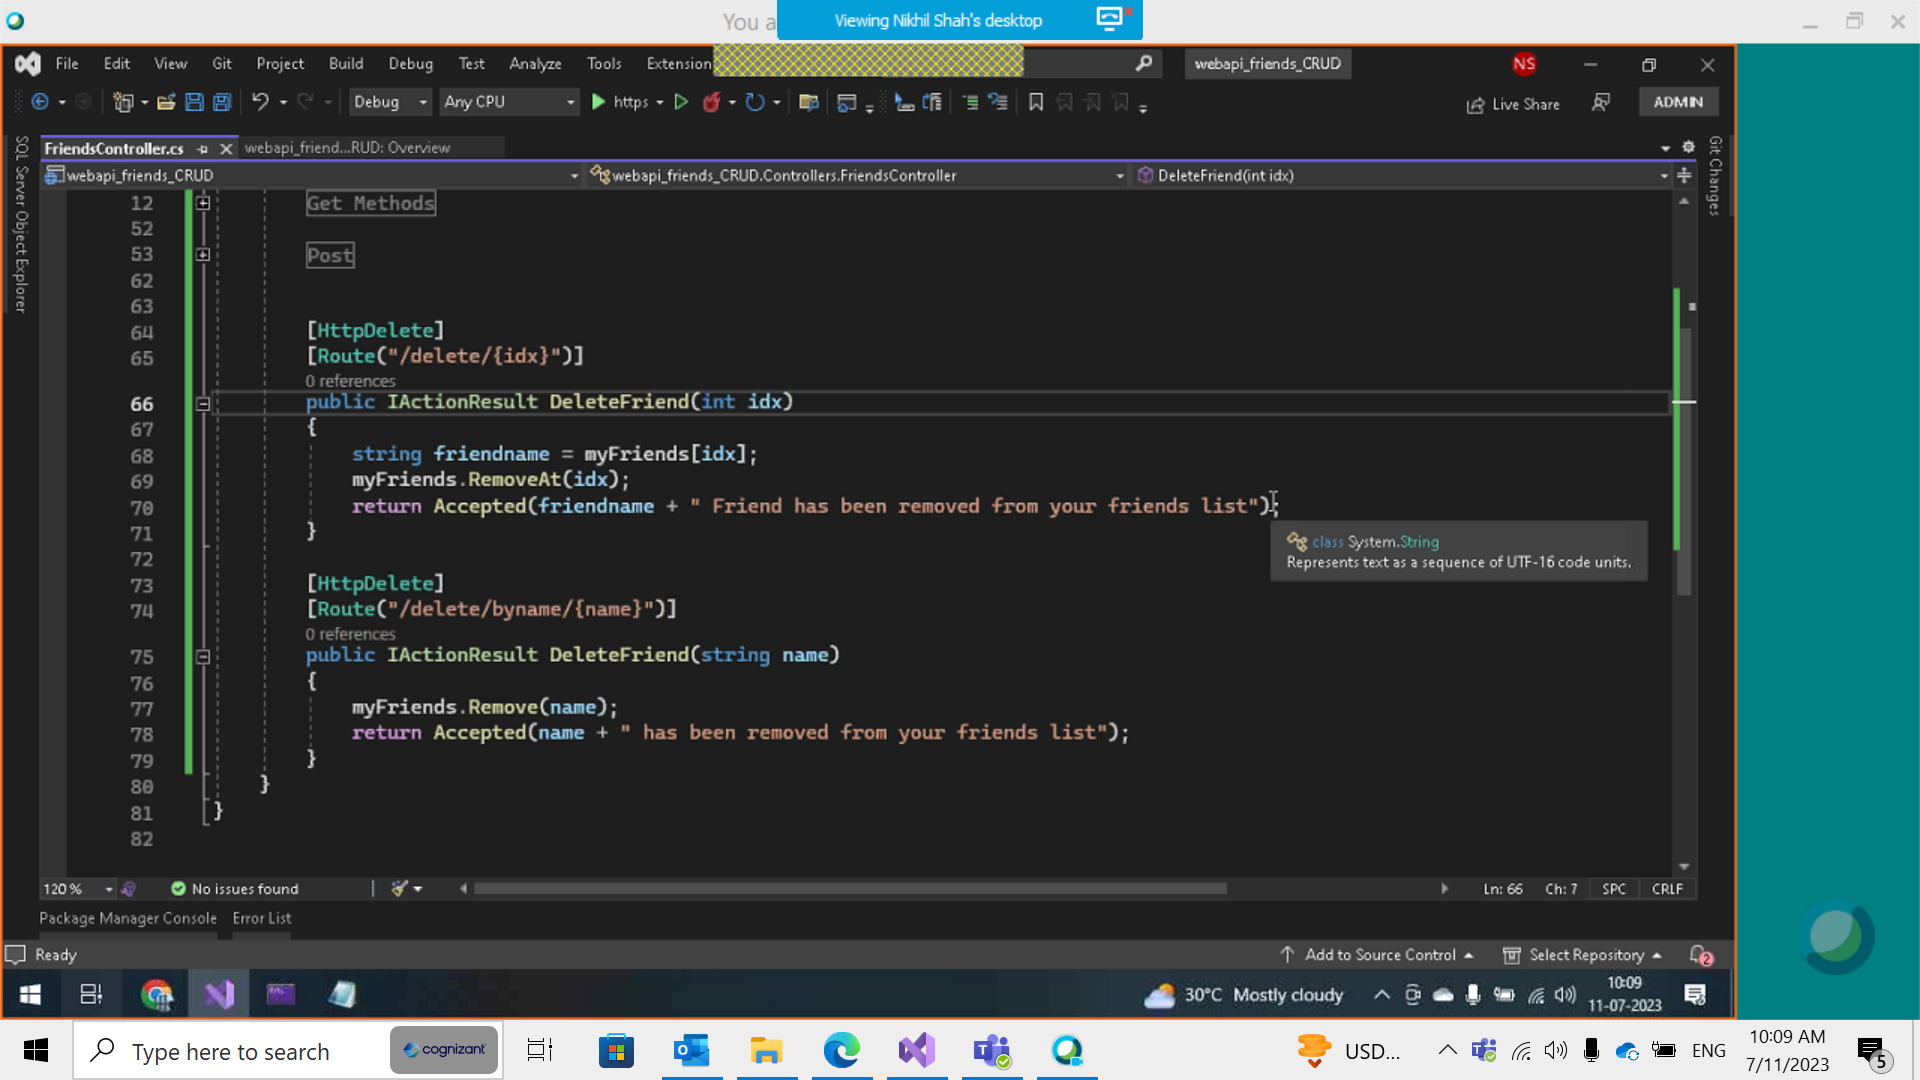 You a
Viewing Nikhil Shah's desktop
File Edit View Git Project Build Debug Test Analyze Tools Extension
webapi_friends_CRUD
NS
Debug Any CPU https Live Share ADMIN
SQL Server Object Explorer
FriendsController.cs webapi_friend...RUD: Overview
Git Changes
webapi_friends_CRUD webapi_friends_CRUD.Controllers.FriendsController DeleteFriend(int idx)
12 Get Methods
52
53 Post
62
63
64 [HttpDelete]
65 [Route("/delete/{idx}")]
0 references
66 public IActionResult DeleteFriend(int idx)
67 {
68 string friendname = myFriends[idx];
69 myFriends.RemoveAt(idx);
70 return Accepted(friendname + " Friend has been removed from your friends list");
71 }
class System.String
Represents text as a sequence of UTF-16 code units.
72
73 [HttpDelete]
74 [Route("/delete/byname/{name}")]
0 references
75 public IActionResult DeleteFriend(string name)
76 {
77 myFriends.Remove(name);
78 return Accepted(name + " has been removed from your friends list");
79 }
80 }
81 }
82
120 % No issues found Ln: 66 Ch: 7 SPC CRLF
Package Manager Console Error List
Ready Add to Source Control Select Repository 2
30°C Mostly cloudy 10:09
11-07-2023
Type here to search cognizant USD... ENG 10:09 AM
7/11/2023 5